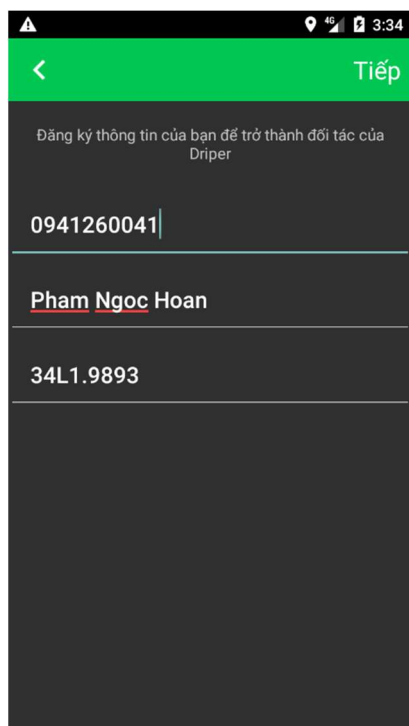 4G 3:34
Tiếp
Đăng ký thông tin của bạn để trở thành đối tác của
Driper
0941260041
Pham Ngoc Hoan
34L1.9893